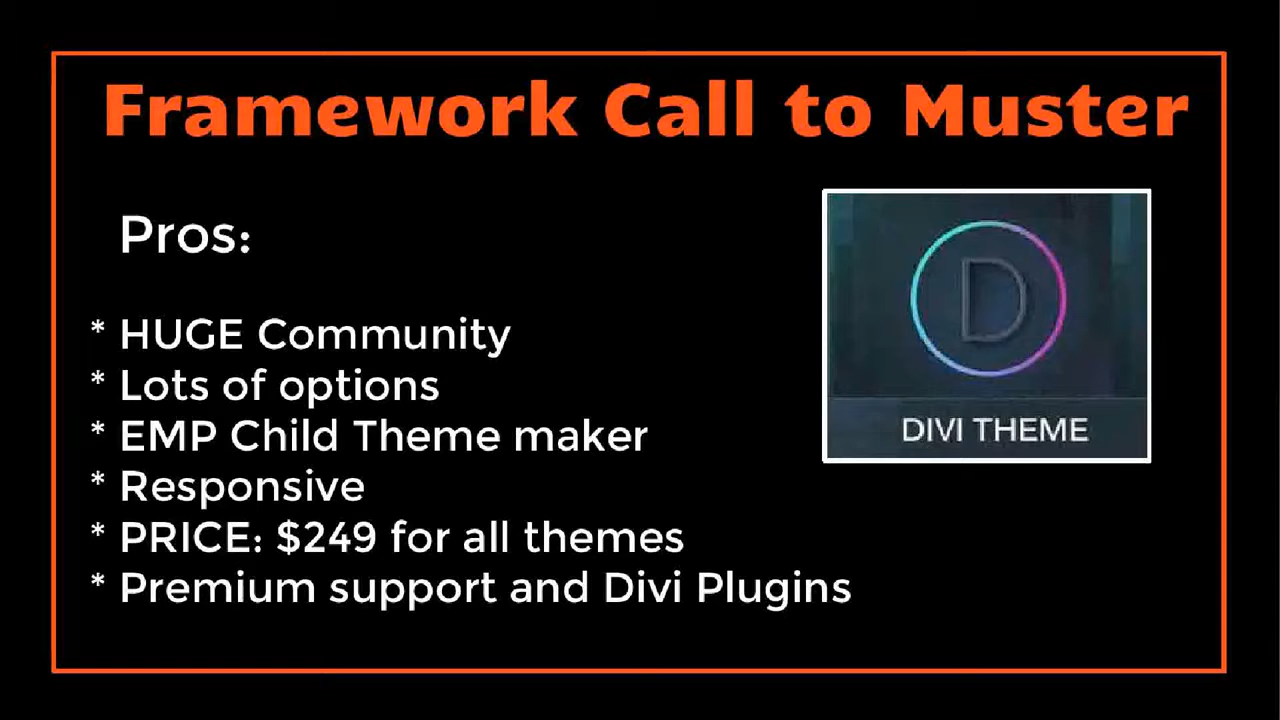 Framework Call to Muster
Pros:
* HUGE Community
* Lots of options
* EMP Child Theme maker
* Responsive
* PRICE: $249 for all themes
* Premium support and Divi Plugins
D
DIVI THEME